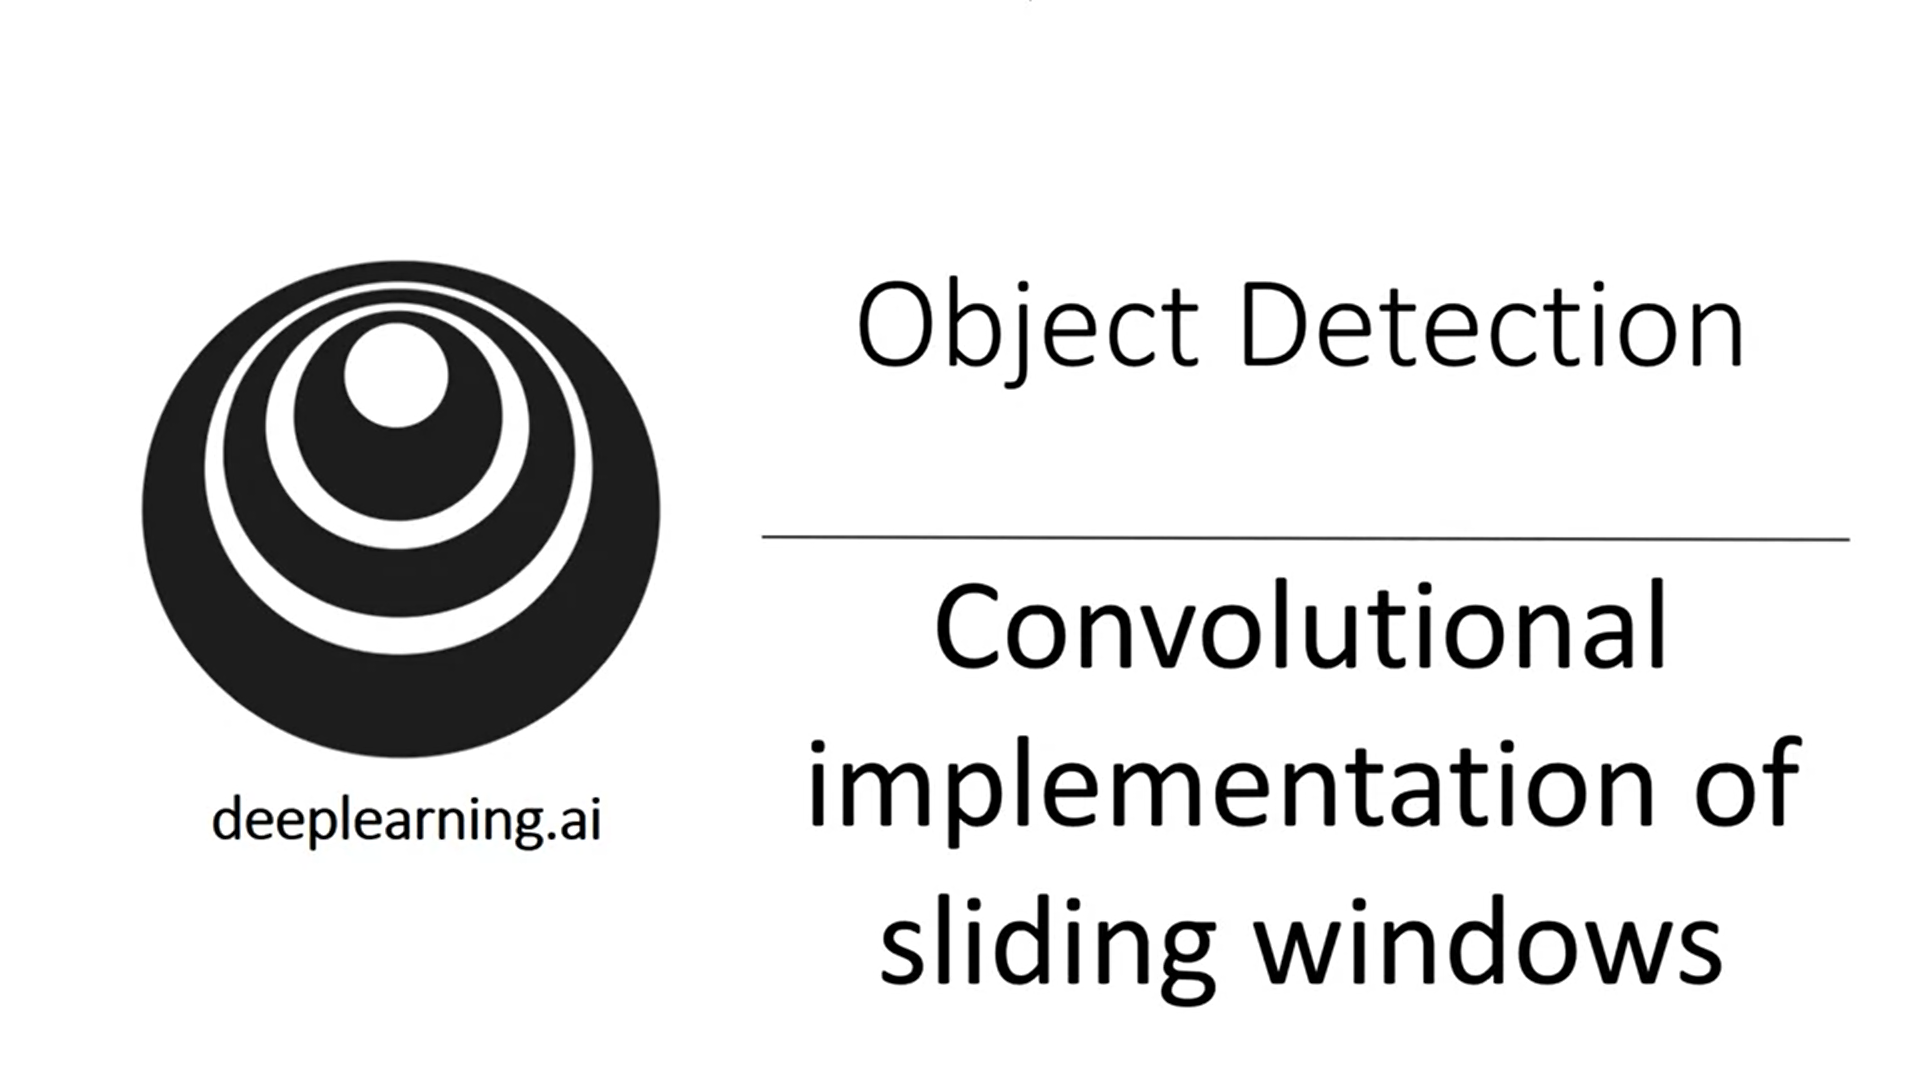 Object Detection
Convolutional
implementation of
sliding windows
deeplearning.ai